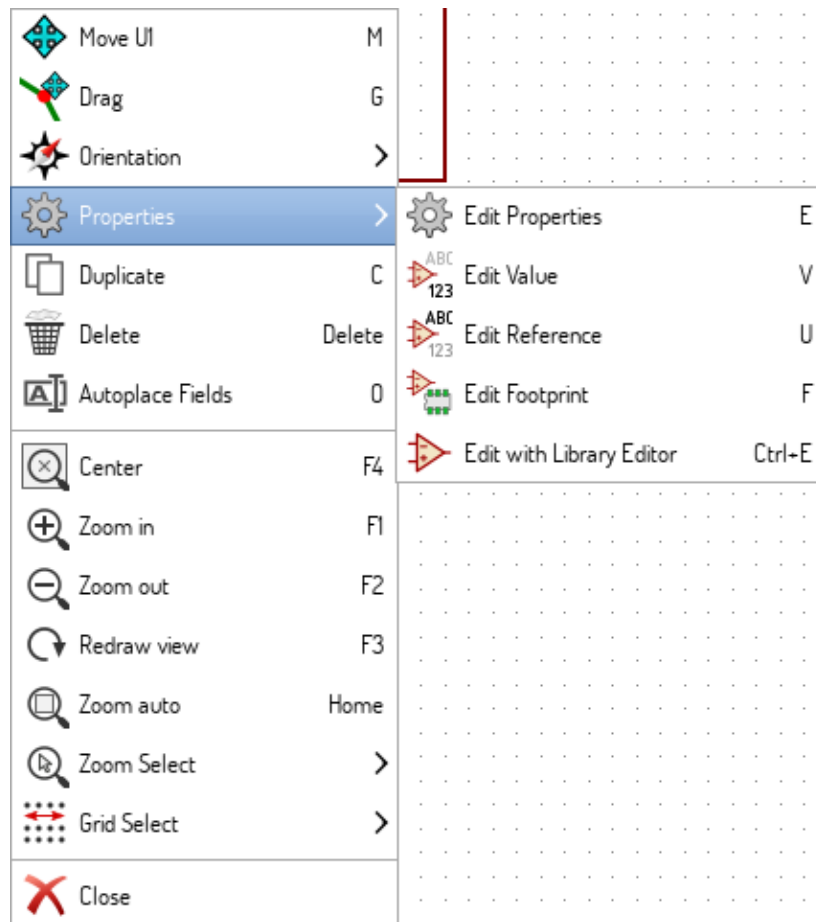 Move U1 M
Drag G
Orientation
Properties
Duplicate C
Delete Delete
Autoplace Fields O
Center F4
Zoom in F1
Zoom out F2
Redraw view F3
Zoom auto Home
Zoom Select
Grid Select
Close
Edit Properties E
ABC
123
Edit Value V
ABC
123
Edit Reference U
Edit Footprint F
Edit with Library Editor Ctrl+E